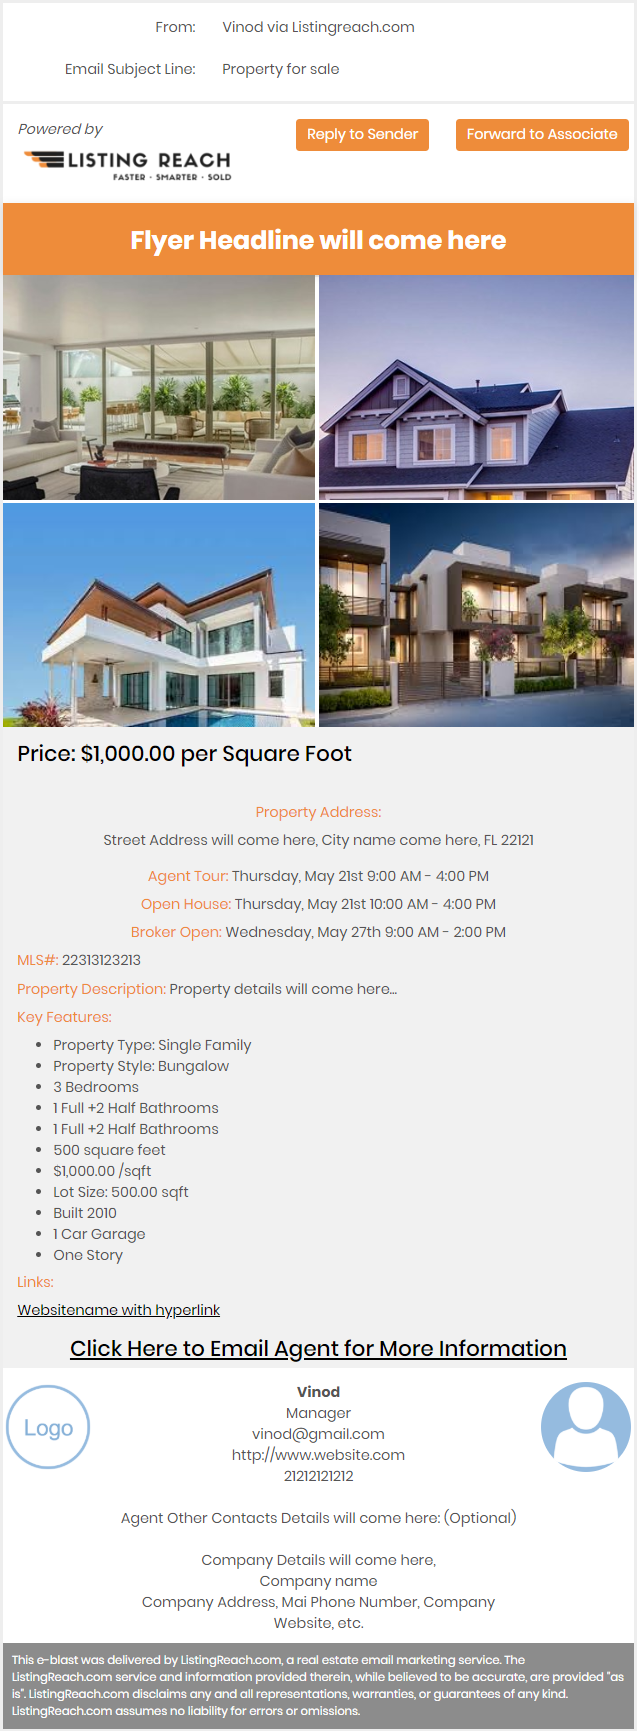 From: Vinod via Listingreach.com
Email Subject Line: Property for sale
Powered by
LISTING REACH
FASTER · SMARTER · SOLD
Reply to Sender
Forward to Associate
Flyer Headline will come here
Price: $1,000.00 per Square Foot
Property Address:
Street Address will come here, City name come here, FL 22121
Agent Tour: Thursday, May 21st 9:00 AM - 4:00 PM
Open House: Thursday, May 21st 10:00 AM - 4:00 PM
Broker Open: Wednesday, May 27th 9:00 AM - 2:00 PM
MLS#: 22313123213
Property Description: Property details will come here...
Key Features:
• Property Type: Single Family
• Property Style: Bungalow
• 3 Bedrooms
• 1 Full +2 Half Bathrooms
• 1 Full +2 Half Bathrooms
• 500 square feet
• $1,000.00 /sqft
• Lot Size: 500.00 sqft
• Built 2010
• 1 Car Garage
• One Story
Links:
Websitename with hyperlink
Click Here to Email Agent for More Information
Logo
Vinod
Manager
vinod@gmail.com
http://www.website.com
21212121212
Agent Other Contacts Details will come here: (Optional)
Company Details will come here,
Company name
Company Address, Mai Phone Number, Company
Website, etc.
This e-blast was delivered by ListingReach.com, a real estate email marketing service. The
ListingReach.com service and information provided therein, while believed to be accurate, are provided "as
is". ListingReach.com disclaims any and all representations, warranties, or guarantees of any kind.
ListingReach.com assumes no liability for errors or omissions.